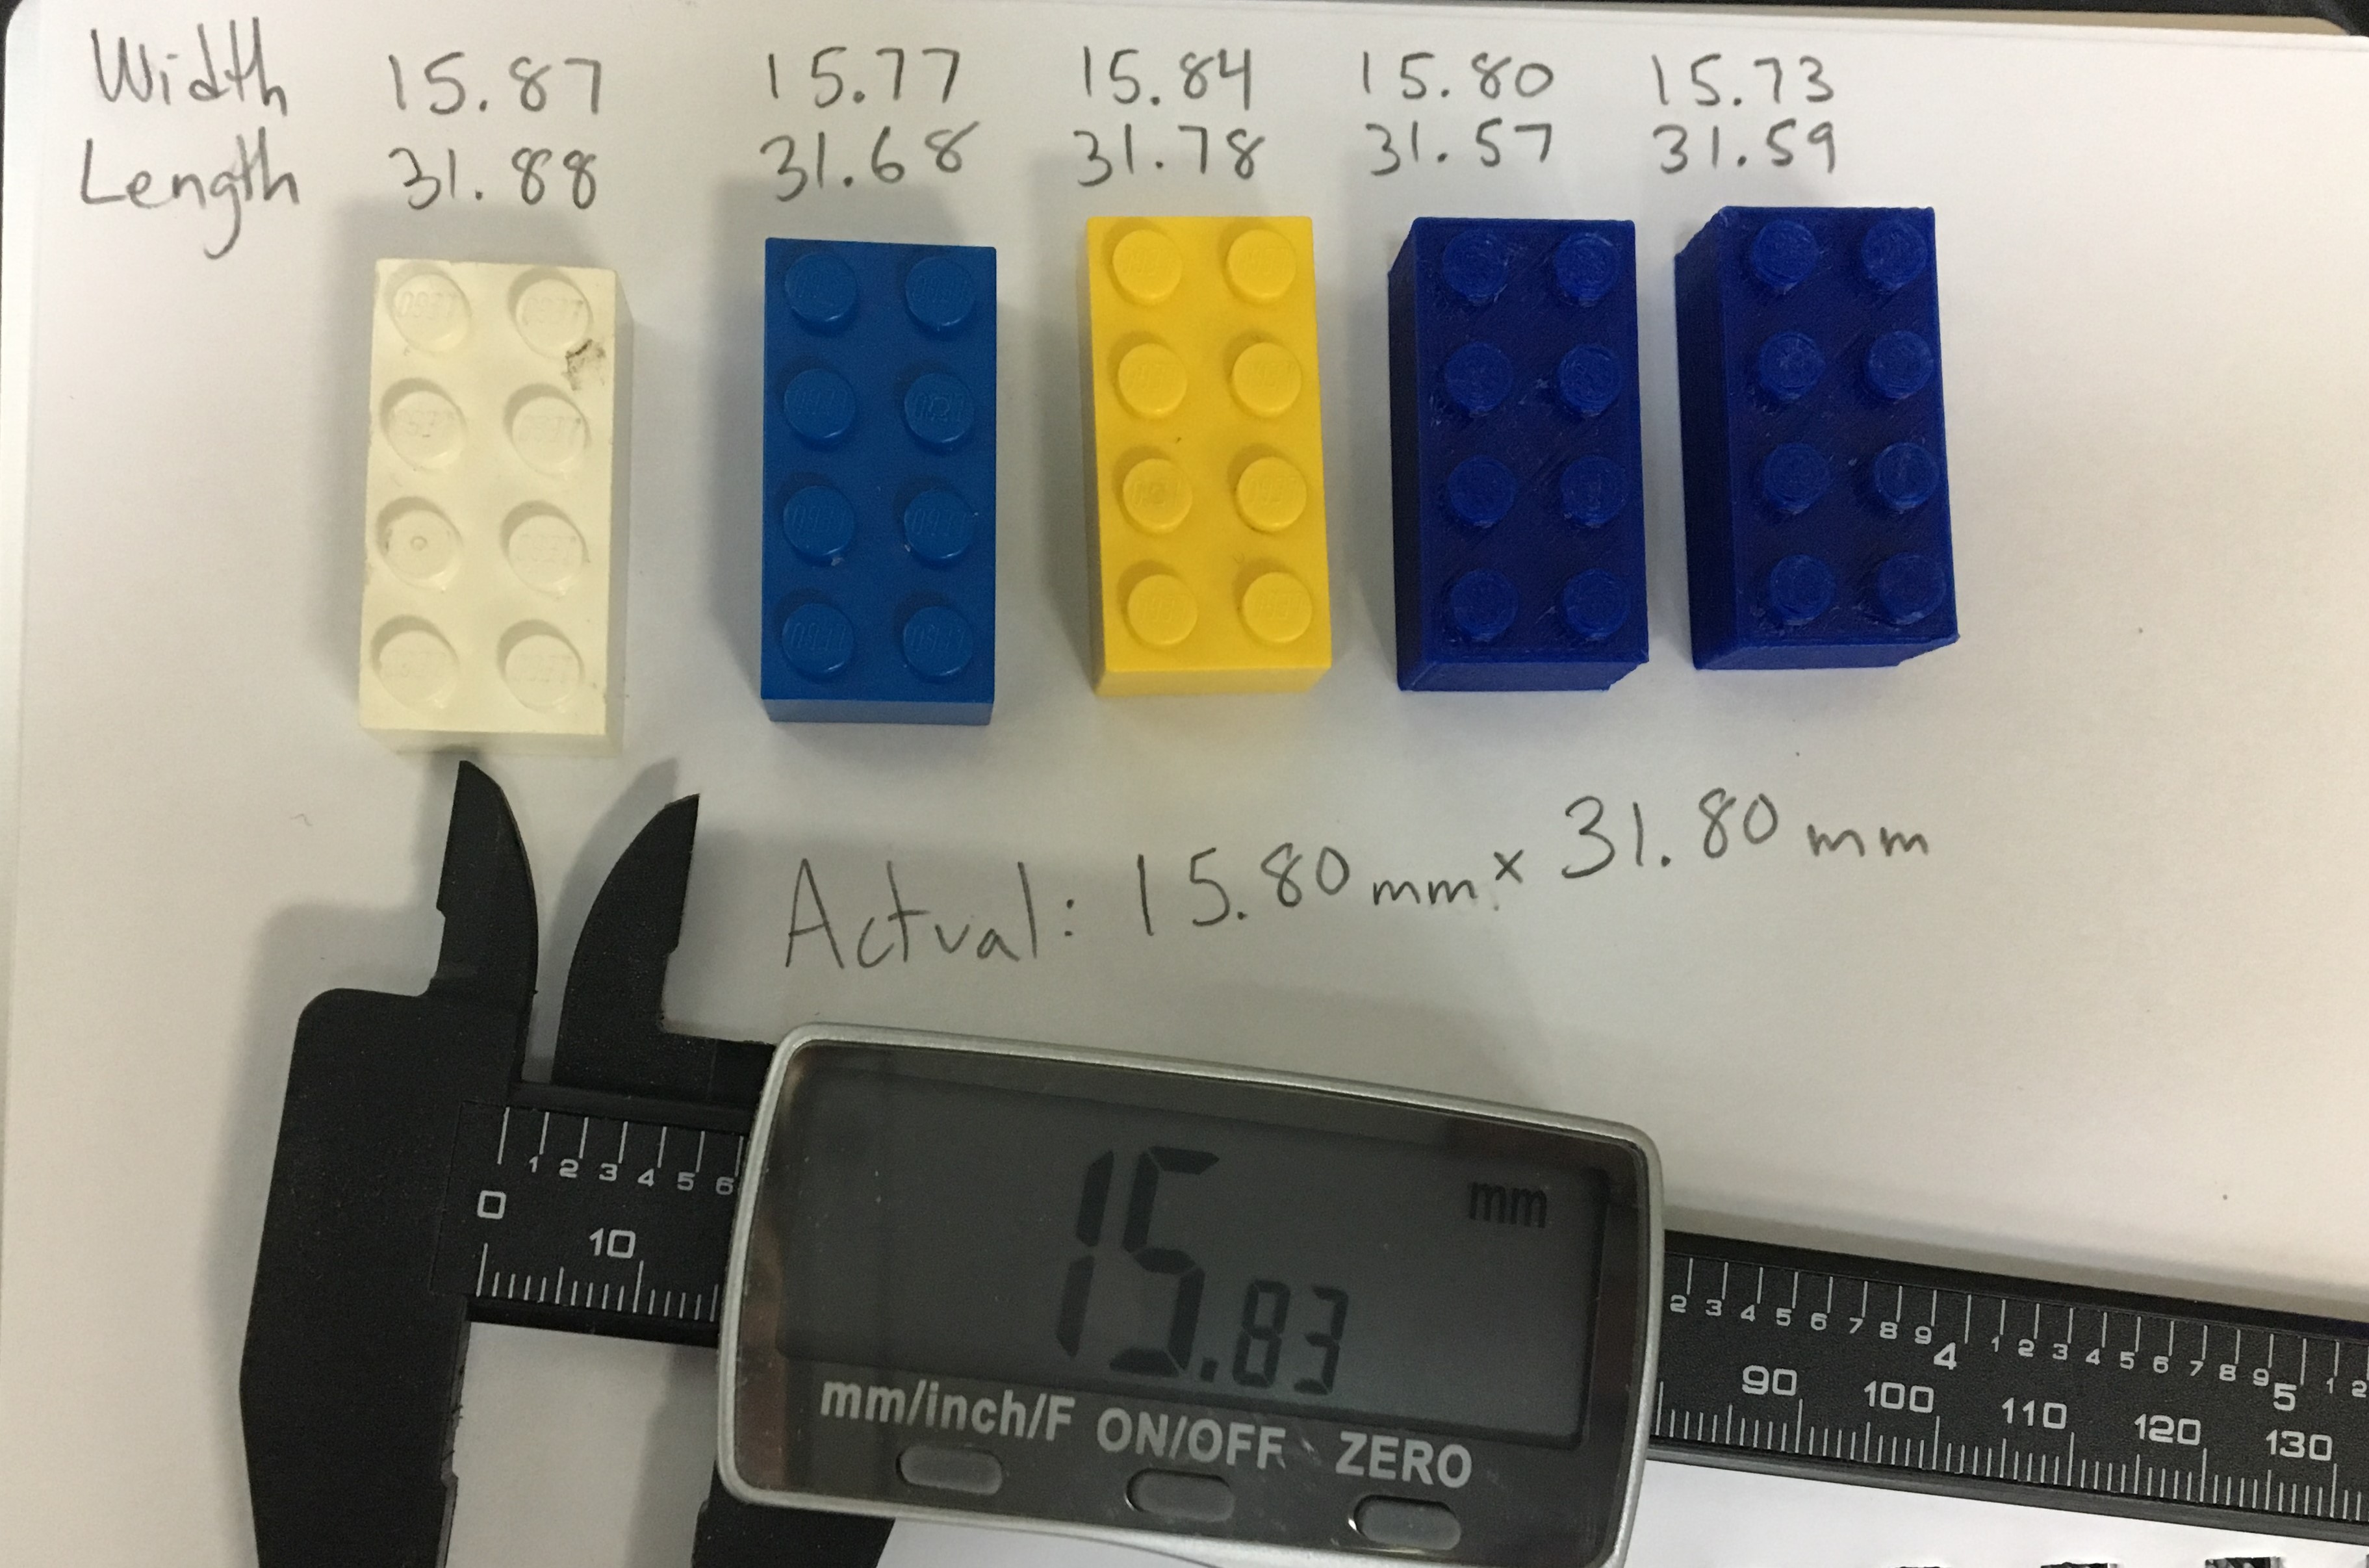 Width 15.87 15.77 15.84 15.80 15.73
Length 31.88 31.68 31.78 31.57 31.59
Actual: 15.80 mm x 31.80 mm
1 2 3 4 5 6
0
10
15.83 mm
mm/inch/F ON/OFF ZERO
2 3 4 5 6 7 8 9 4 1 2 3 4 5 6 7 8 9 5 1 2
90 100 110 120 130